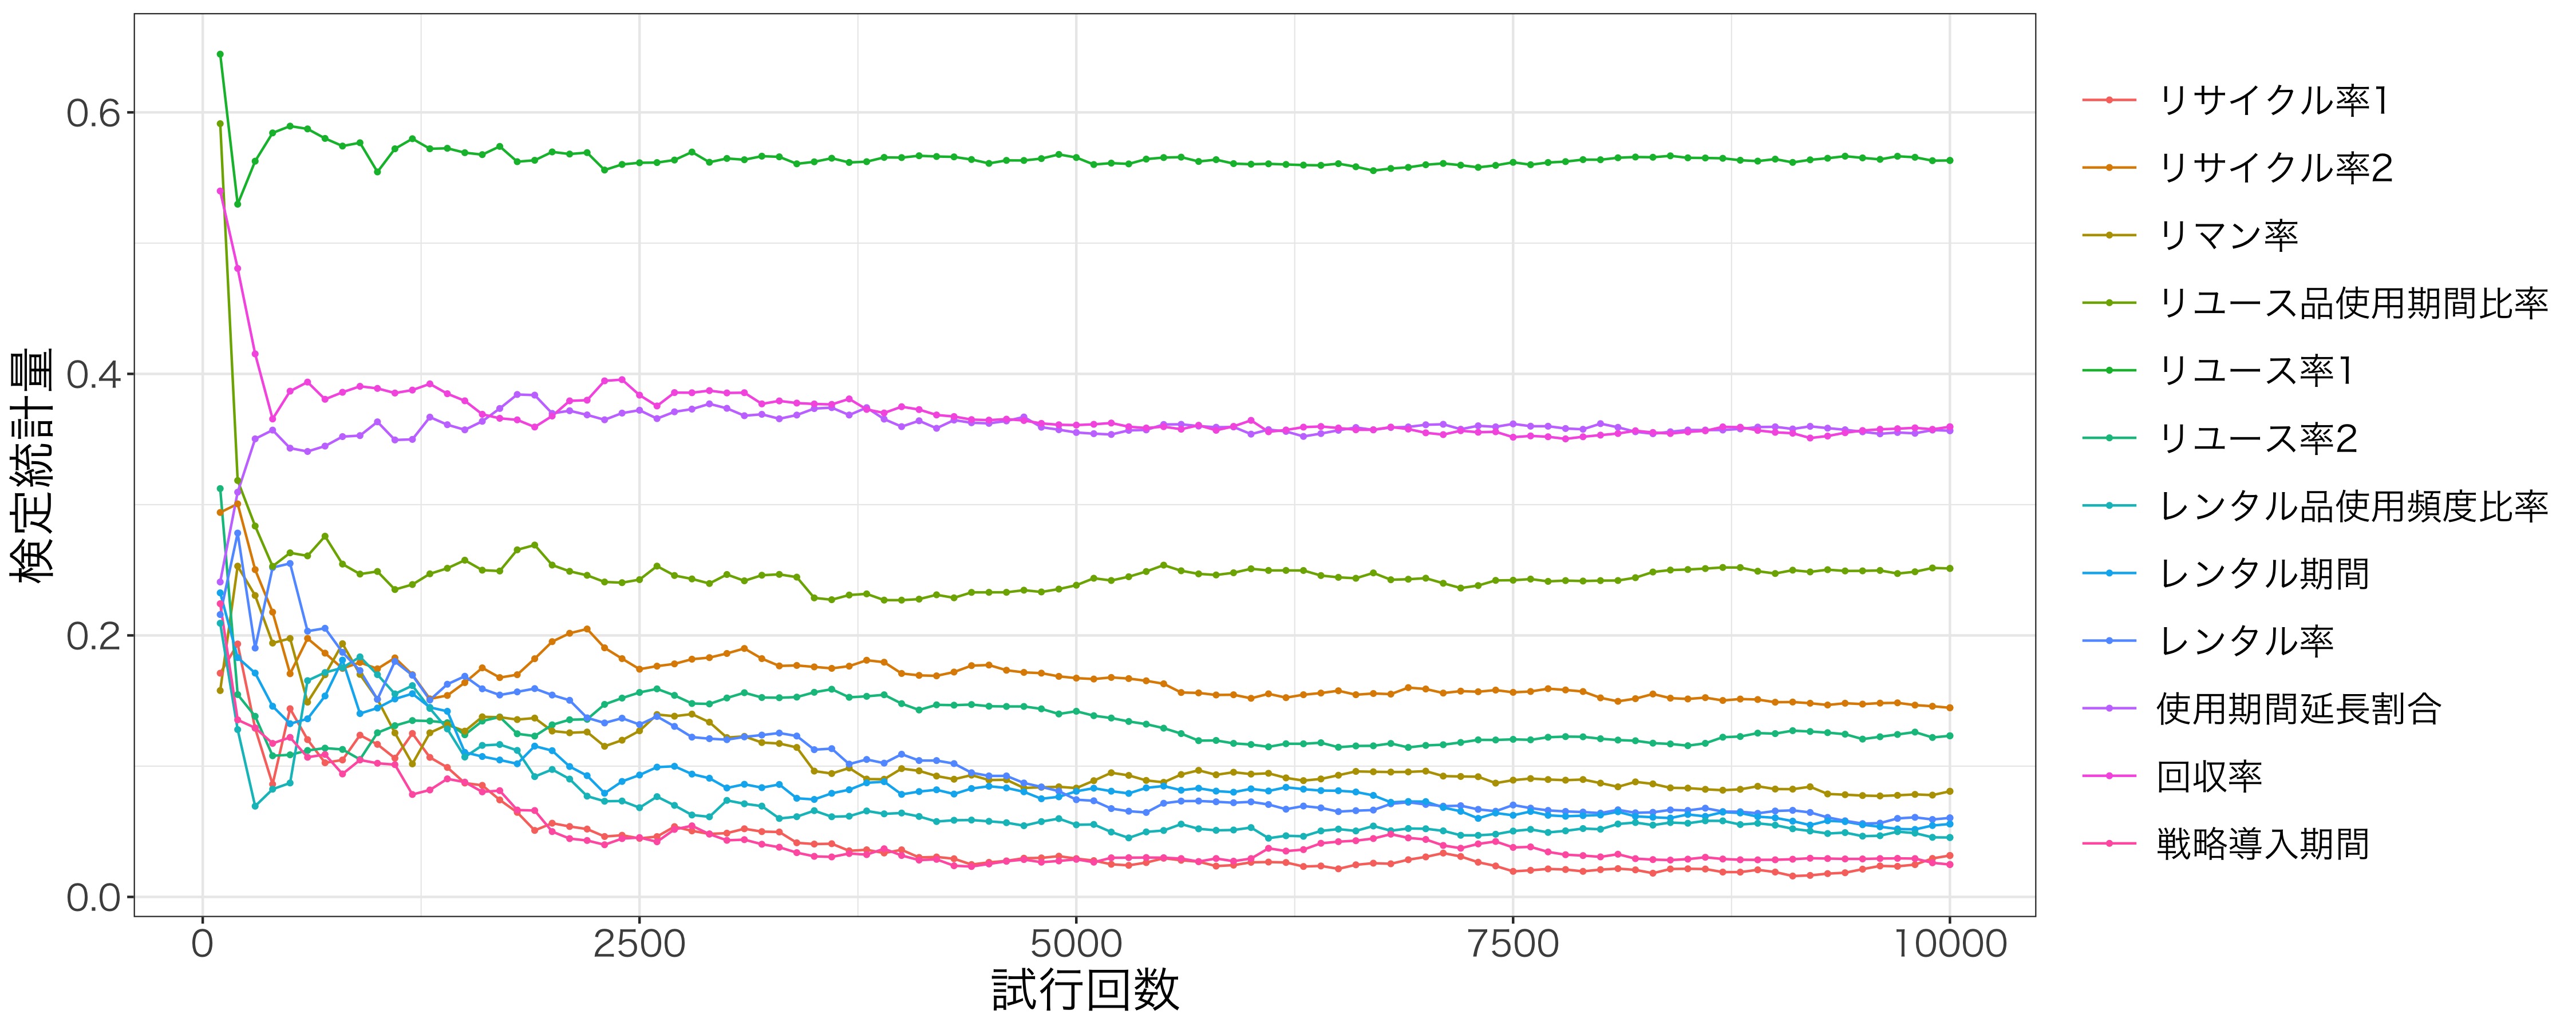 検定統計量
0.6
0.4
0.2
0.0
0
2500
5000
7500
10000
試行回数
リサイクル率1
リサイクル率2
リマン率
リユース品使用期間比率
リユース率1
リユース率2
レンタル品使用頻度比率
レンタル期間
レンタル率
使用期間延長割合
回収率
戦略導入期間